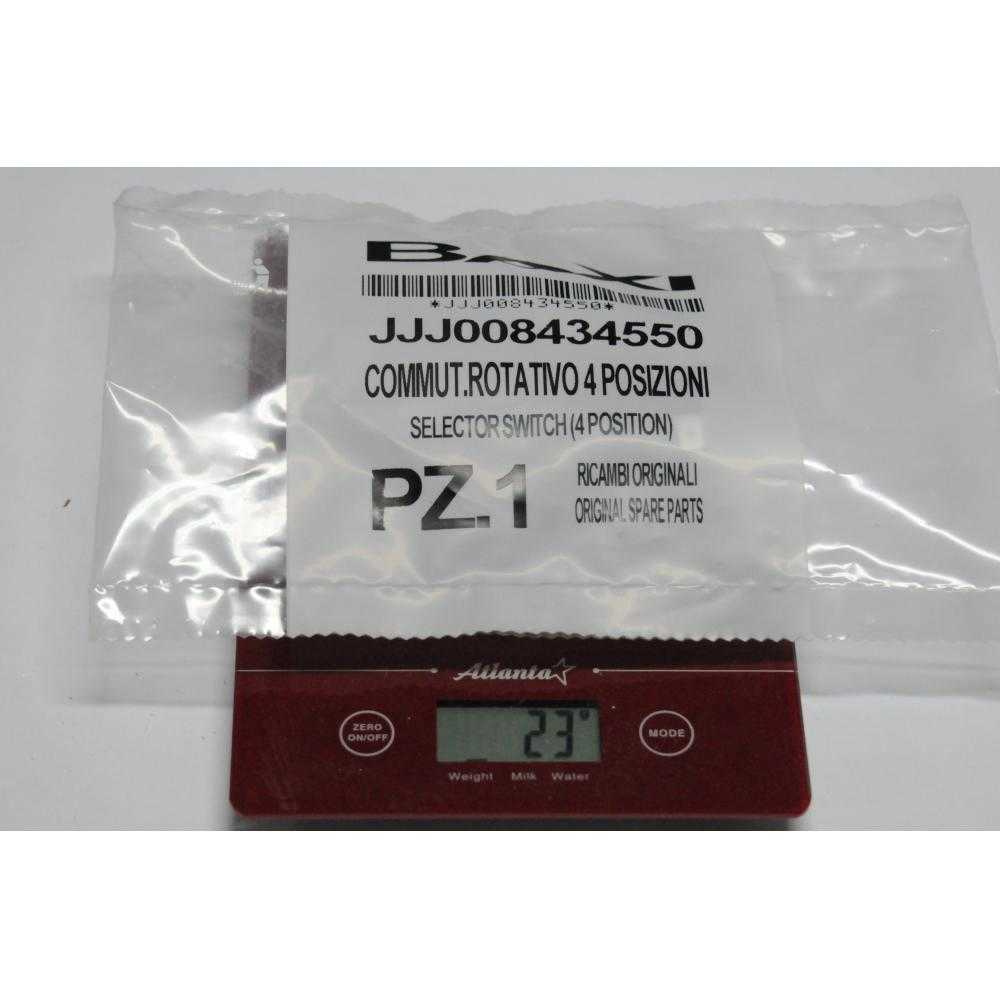 BAXI
*JJJ008434550*
JJJ008434550
COMMUT.ROTATIVO 4 POSIZIONI
SELECTOR SWITCH (4 POSITION)
PZ.1
RICAMBI ORIGINALI
ORIGINAL SPARE PARTS
Atlanta
ZERO
ON/OFF
23 g
MODE
Weight Milk Water